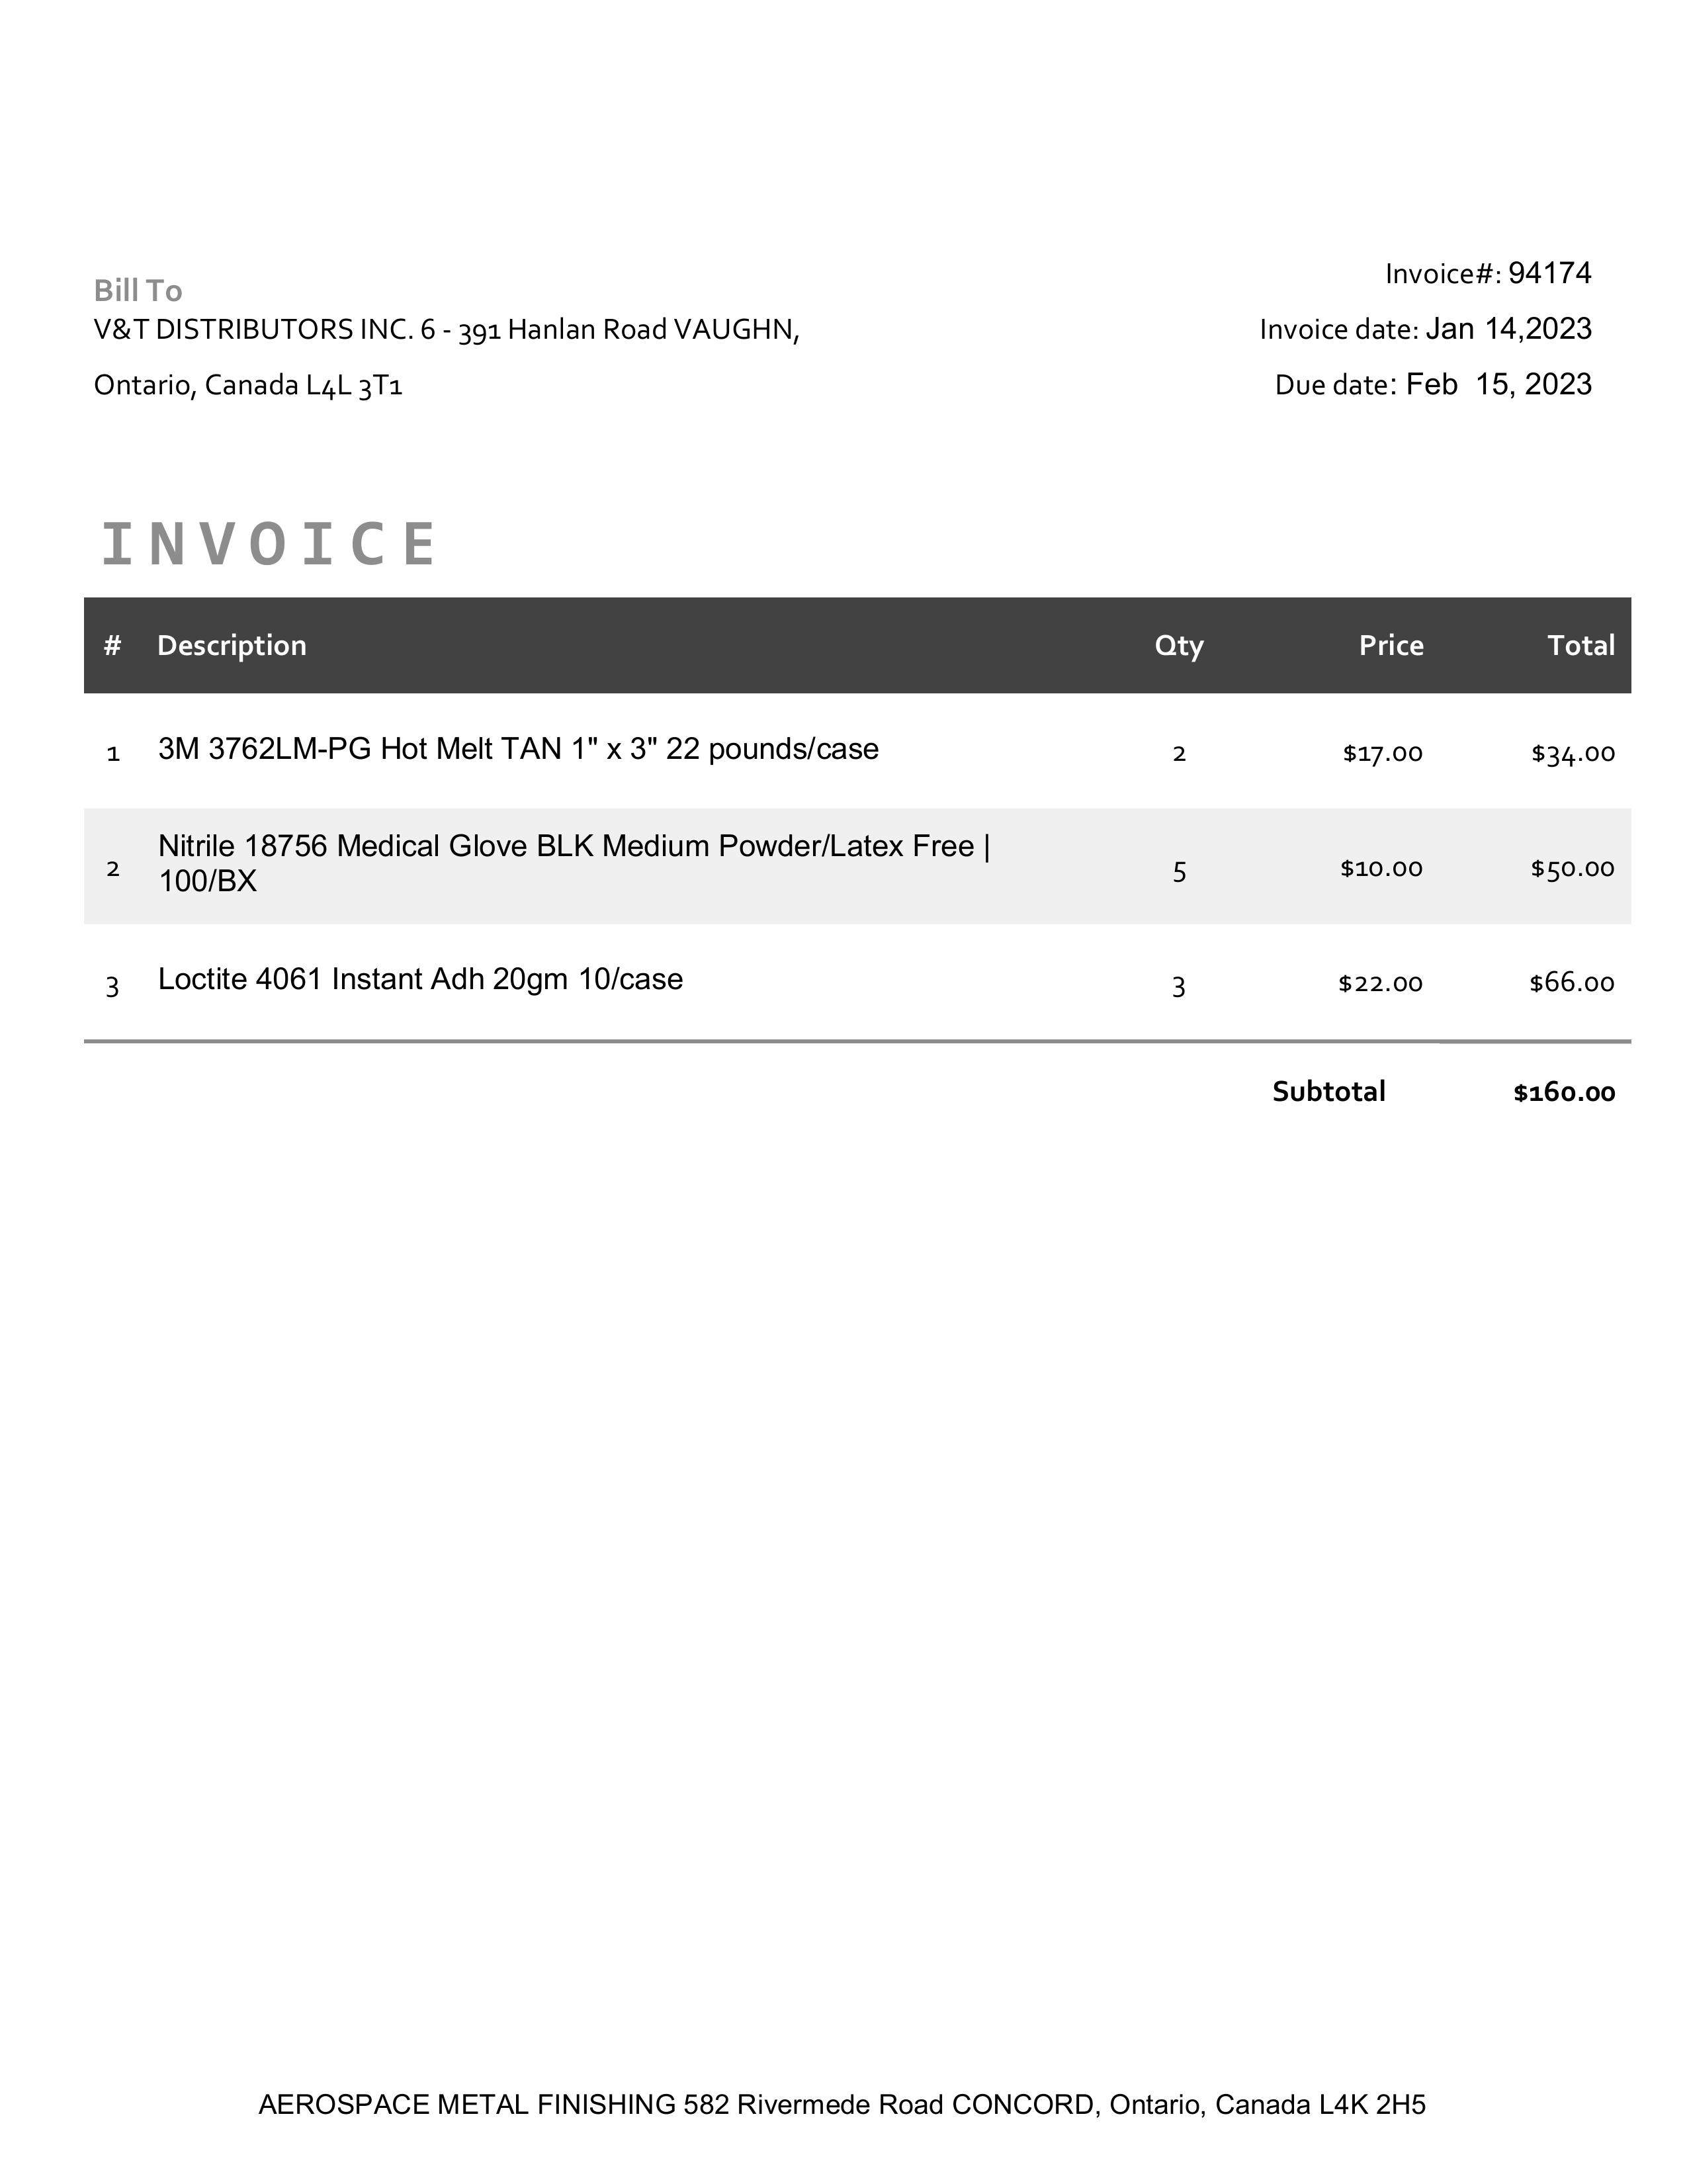 Bill To
V&T DISTRIBUTORS INC. 6 - 391 Hanlan Road VAUGHN,
Ontario, Canada L4L 3T1
Invoice#: 94174
Invoice date: Jan 14,2023
Due date: Feb  15, 2023
INVOICE
# Description Qty Price Total
1 3M 3762LM-PG Hot Melt TAN 1" x 3" 22 pounds/case 2 $17.00 $34.00
2 Nitrile 18756 Medical Glove BLK Medium Powder/Latex Free |
100/BX 5 $10.00 $50.00
3 Loctite 4061 Instant Adh 20gm 10/case 3 $22.00 $66.00
Subtotal $160.00
AEROSPACE METAL FINISHING 582 Rivermede Road CONCORD, Ontario, Canada L4K 2H5